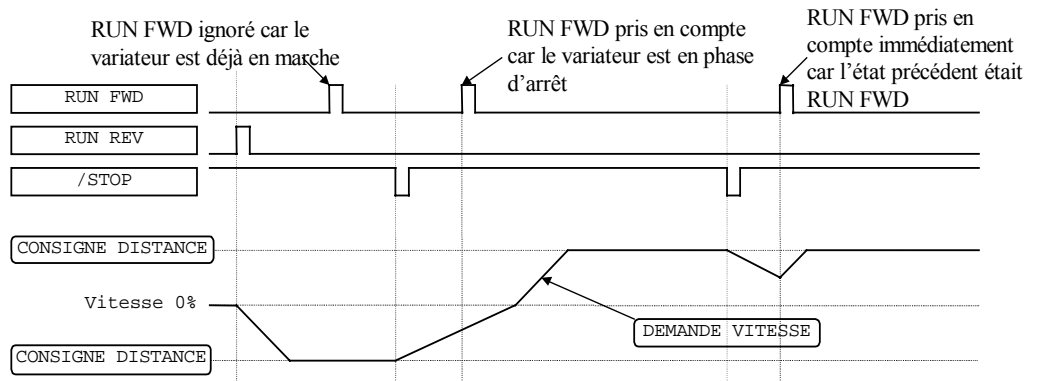 RUN FWD ignoré car le
variateur est déjà en marche
RUN FWD pris en compte
car le variateur est en phase
d'arrêt
RUN FWD pris en
compte immédiatement
car l'état précédent était
RUN FWD
RUN FWD
RUN REV
/STOP
CONSIGNE DISTANCE
Vitesse 0%
DEMANDE VITESSE
CONSIGNE DISTANCE